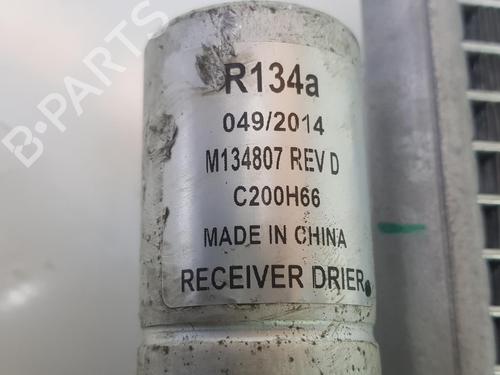 B-PARTS
R134a
049/2014
M134807 REV D
C200H66
MADE IN CHINA
RECEIVER DRIER